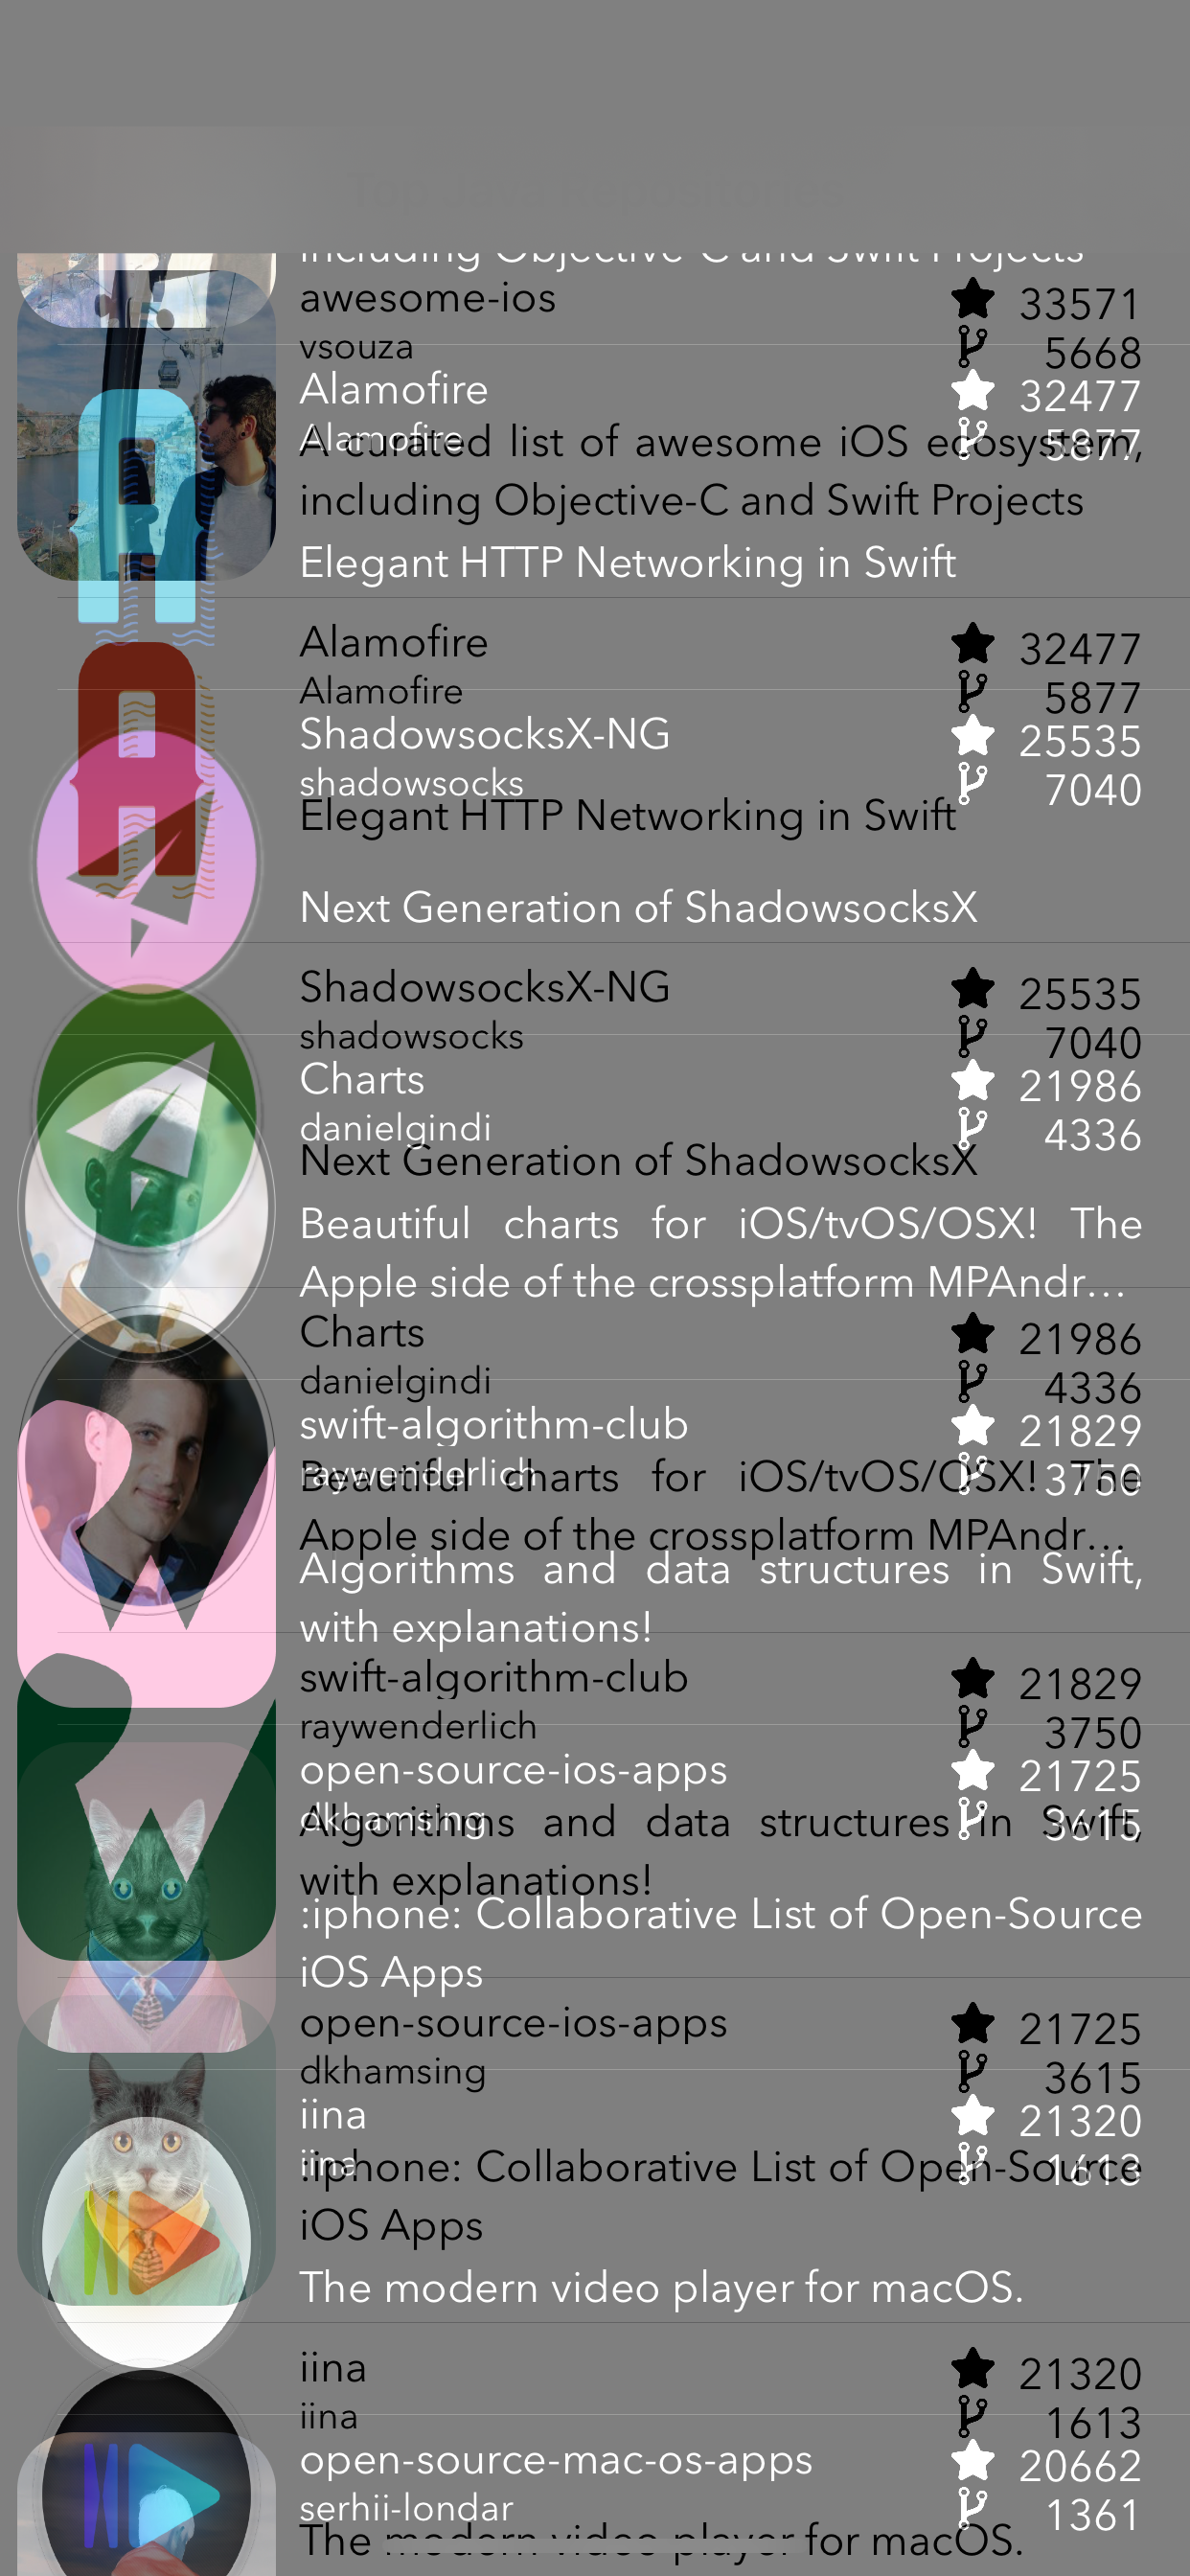 Top
including Objective-C and Swift Projects
awesome-ios
33571
vsouza
5668
Alamofire
32477
Alamofire
5877
A curated list of awesome iOS ecosystem,
including Objective-C and Swift Projects
Elegant HTTP Networking in Swift
Alamofire
32477
Alamofire
5877
ShadowsocksX-NG
25535
shadowsocks
7040
Elegant HTTP Networking in Swift
Next Generation of ShadowsocksX
ShadowsocksX-NG
25535
shadowsocks
7040
Charts
21986
danielgindi
4336
Next Generation of ShadowsocksX
Beautiful charts for iOS/tvOS/OSX! The
Apple side of the crossplatform MPAndr...
Charts
21986
danielgindi
4336
swift-algorithm-club
21829
raywenderlich
3750
Beautiful charts for iOS/tvOS/OSX! The
Apple side of the crossplatform MPAndr...
Algorithms and data structures in Swift,
with explanations!
swift-algorithm-club
21829
raywenderlich
3750
open-source-ios-apps
21725
dkhamsing
3615
Algorithms and data structures in Swift,
with explanations!
:iphone: Collaborative List of Open-Source
iOS Apps
open-source-ios-apps
21725
dkhamsing
3615
iina
21320
iina
1613
:iphone: Collaborative List of Open-Source
iOS Apps
The modern video player for macOS.
iina
21320
iina
1613
open-source-mac-os-apps
20662
serhii-londar
1361
The modern video player for macOS.